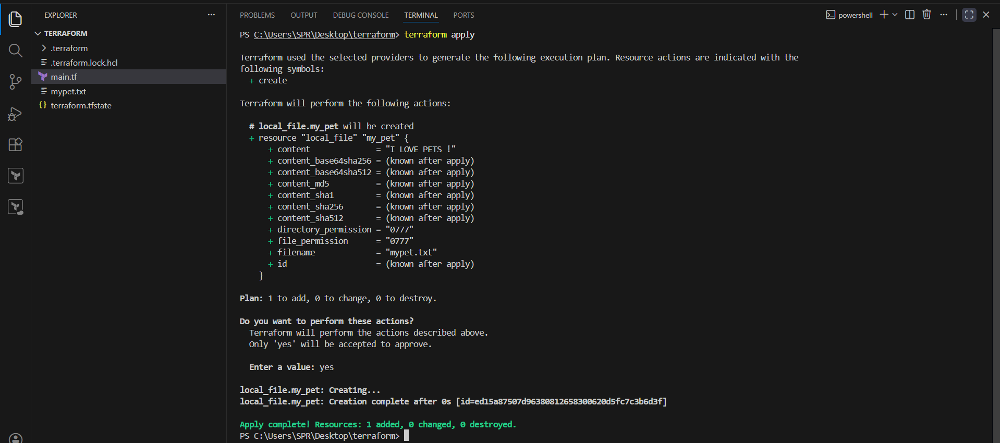 EXPLORER
TERRAFORM
.terraform
.terraform.lock.hcl
main.tf
mypet.txt
{} terraform.tfstate
PROBLEMS OUTPUT DEBUG CONSOLE TERMINAL PORTS
powershell
PS C:\Users\SPR\Desktop\terraform> terraform apply
Terraform used the selected providers to generate the following execution plan. Resource actions are indicated with the
following symbols:
+ create
Terraform will perform the following actions:
# local_file.my_pet will be created
+ resource "local_file" "my_pet" {
+ content = "I LOVE PETS !"
+ content_base64sha256 = (known after apply)
+ content_base64sha512 = (known after apply)
+ content_md5 = (known after apply)
+ content_sha1 = (known after apply)
+ content_sha256 = (known after apply)
+ content_sha512 = (known after apply)
+ directory_permission = "0777"
+ file_permission = "0777"
+ filename = "mypet.txt"
+ id = (known after apply)
}
Plan: 1 to add, 0 to change, 0 to destroy.
Do you want to perform these actions?
Terraform will perform the actions described above.
Only 'yes' will be accepted to approve.
Enter a value: yes
local_file.my_pet: Creating...
local_file.my_pet: Creation complete after 0s [id=ed15a87507d96380812658300620d5fc7c3b6d3f]
Apply complete! Resources: 1 added, 0 changed, 0 destroyed.
PS C:\Users\SPR\Desktop\terraform>